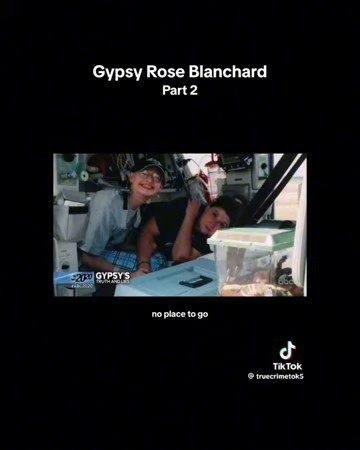 Gypsy Rose Blanchard
Part 2
20/20
GYPSY'S
TRUTH AND LIES
abc
no place to go
TikTok
@ truecrimetok5